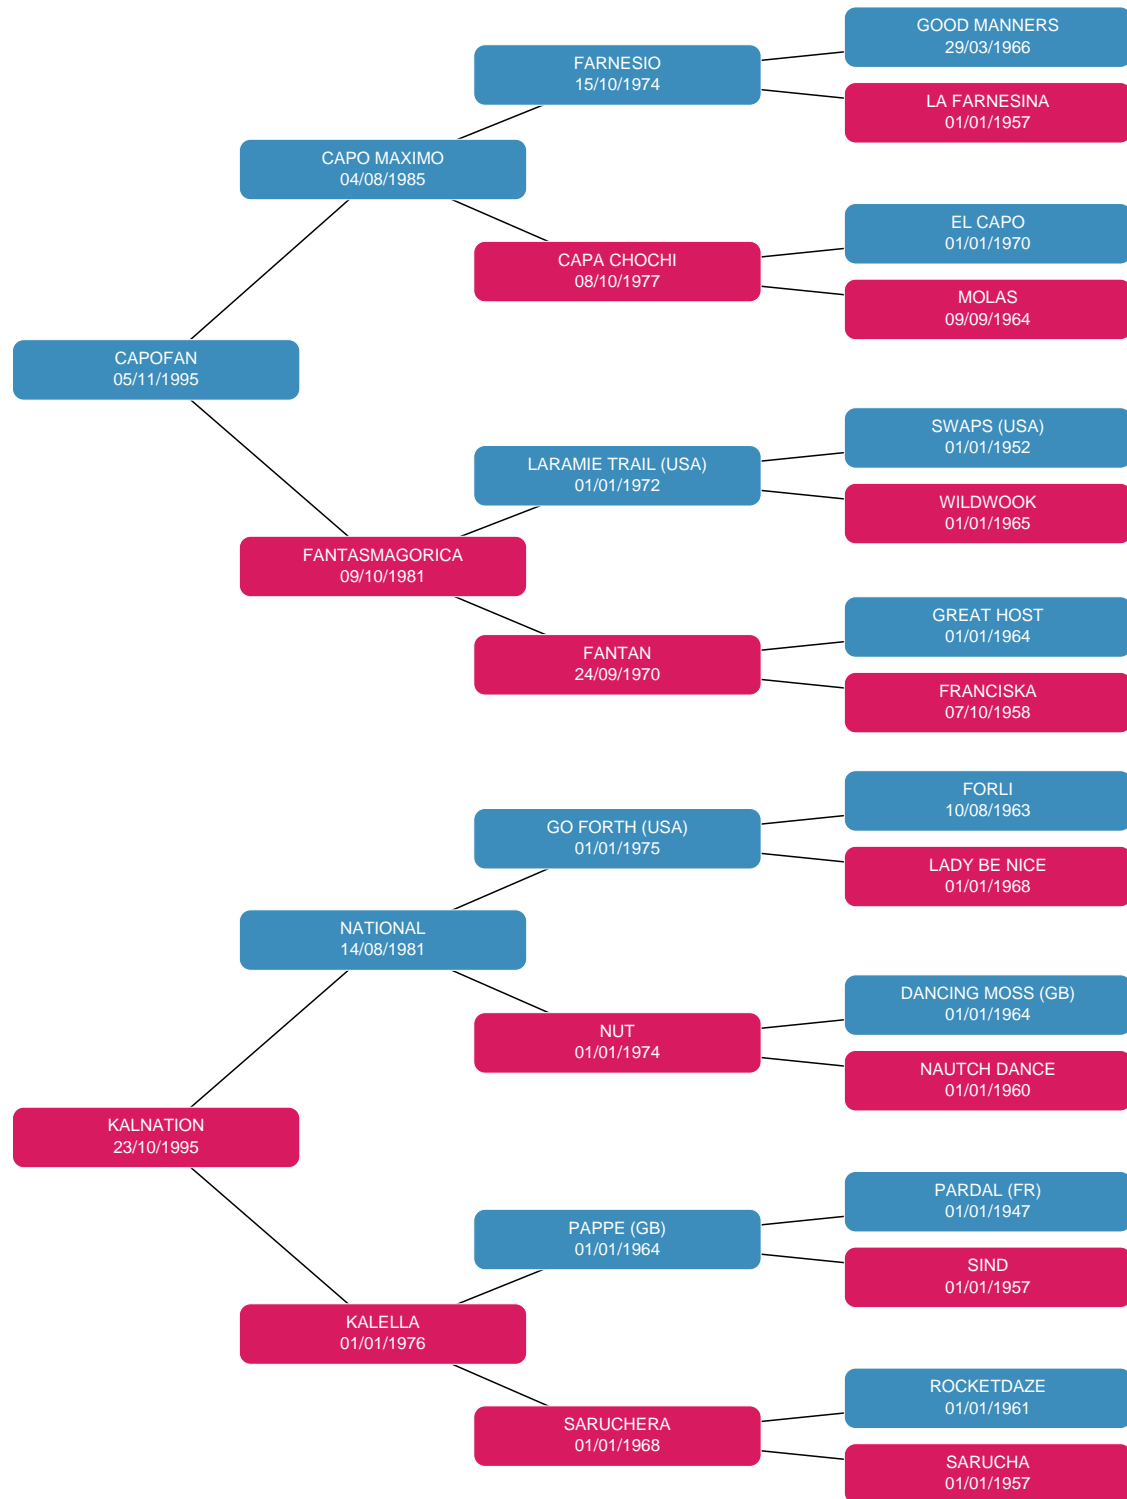 GOOD MANNERS
29/03/1966
FARNESIO
15/10/1974
LA FARNESINA
01/01/1957
CAPO MAXIMO
04/08/1985
EL CAPO
01/01/1970
CAPA CHOCHI
08/10/1977
MOLAS
09/09/1964
CAPOFAN
05/11/1995
SWAPS (USA)
01/01/1952
LARAMIE TRAIL (USA)
01/01/1972
WILDWOOK
01/01/1965
FANTASMAGORICA
09/10/1981
GREAT HOST
01/01/1964
FANTAN
24/09/1970
FRANCISKA
07/10/1958
FORLI
10/08/1963
GO FORTH (USA)
01/01/1975
LADY BE NICE
01/01/1968
NATIONAL
14/08/1981
DANCING MOSS (GB)
01/01/1964
NUT
01/01/1974
NAUTCH DANCE
01/01/1960
KALNATION
23/10/1995
PARDAL (FR)
01/01/1947
PAPPE (GB)
01/01/1964
SIND
01/01/1957
KALELLA
01/01/1976
ROCKETDAZE
01/01/1961
SARUCHERA
01/01/1968
SARUCHA
01/01/1957